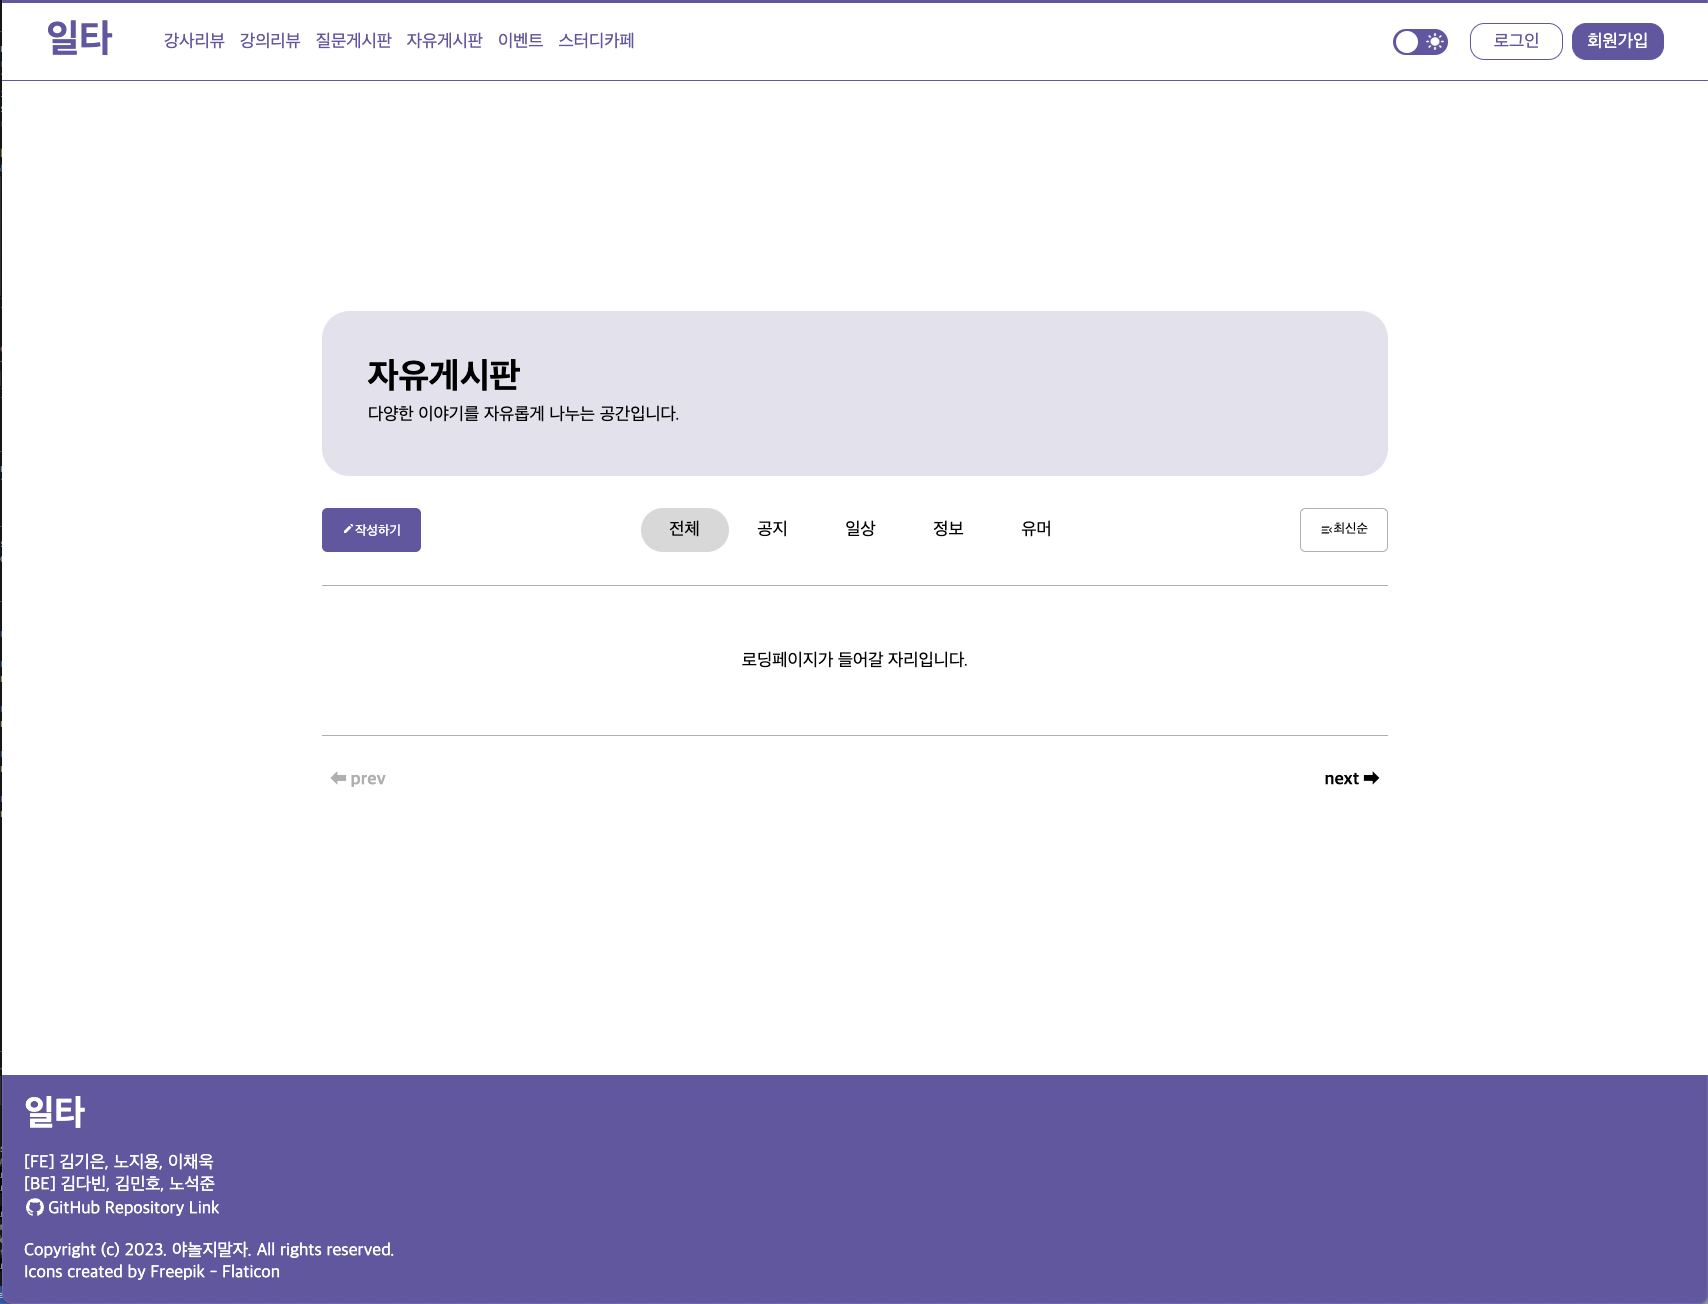 일타
강사리뷰 강의리뷰 질문게시판 자유게시판 이벤트 스터디카페
로그인 회원가입
자유게시판
다양한 이야기를 자유롭게 나누는 공간입니다.
작성하기
전체 공지 일상 정보 유머
최신순
로딩페이지가 들어갈 자리입니다.
prev
next
일타
[FE] 김기은, 노지용, 이채욱
[BE] 김다빈, 김민호, 노석준
GitHub Repository Link
Copyright (c) 2023. 야놀지말자. All rights reserved.
Icons created by Freepik - Flaticon